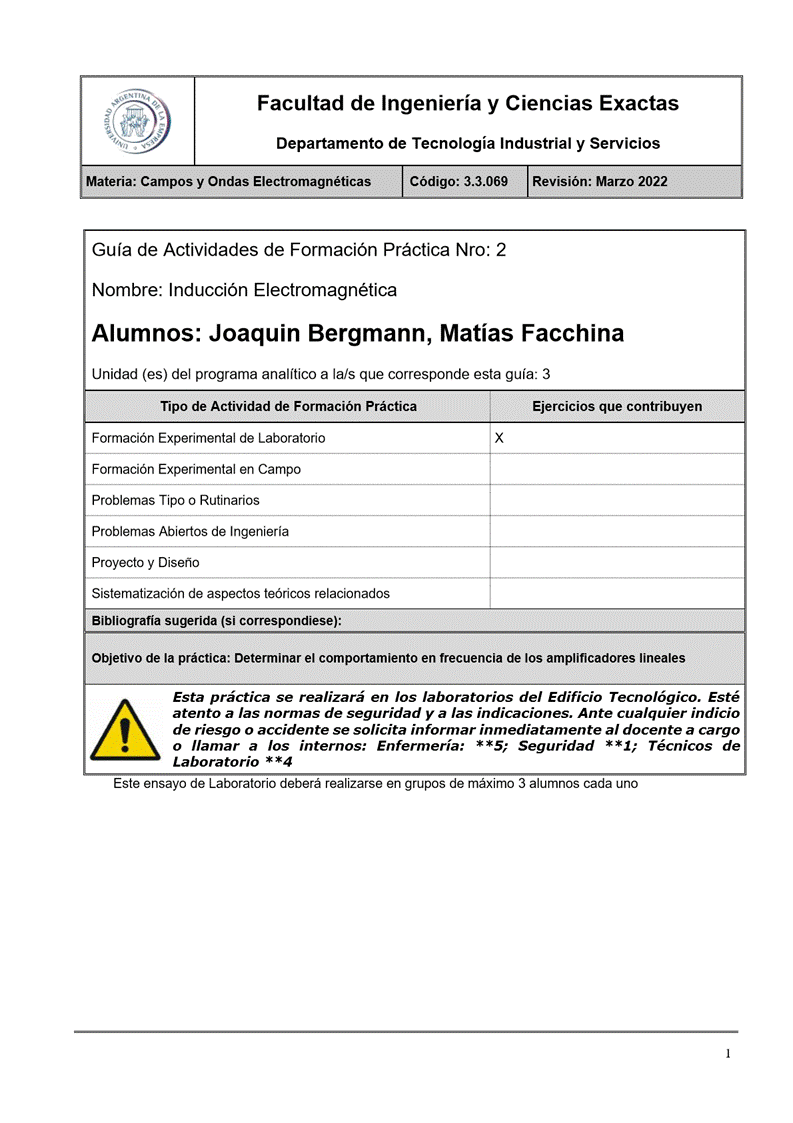 UNIVERSIDAD ARGENTINA DE LA EMPRESA
Facultad de Ingeniería y Ciencias Exactas
Departamento de Tecnología Industrial y Servicios
Materia: Campos y Ondas Electromagnéticas Código: 3.3.069 Revisión: Marzo 2022
Guía de Actividades de Formación Práctica Nro: 2
Nombre: Inducción Electromagnética
Alumnos: Joaquin Bergmann, Matías Facchina
Unidad (es) del programa analítico a la/s que corresponde esta guía: 3
Tipo de Actividad de Formación Práctica Ejercicios que contribuyen
Formación Experimental de Laboratorio X
Formación Experimental en Campo
Problemas Tipo o Rutinarios
Problemas Abiertos de Ingeniería
Proyecto y Diseño
Sistematización de aspectos teóricos relacionados
Bibliografía sugerida (si correspondiese):
Objetivo de la práctica: Determinar el comportamiento en frecuencia de los amplificadores lineales
Esta práctica se realizará en los laboratorios del Edificio Tecnológico. Esté
atento a las normas de seguridad y a las indicaciones. Ante cualquier indicio
de riesgo o accidente se solicita informar inmediatamente al docente a cargo
o llamar a los internos: Enfermería: **5; Seguridad **1; Técnicos de
Laboratorio **4
Este ensayo de Laboratorio deberá realizarse en grupos de máximo 3 alumnos cada uno
1